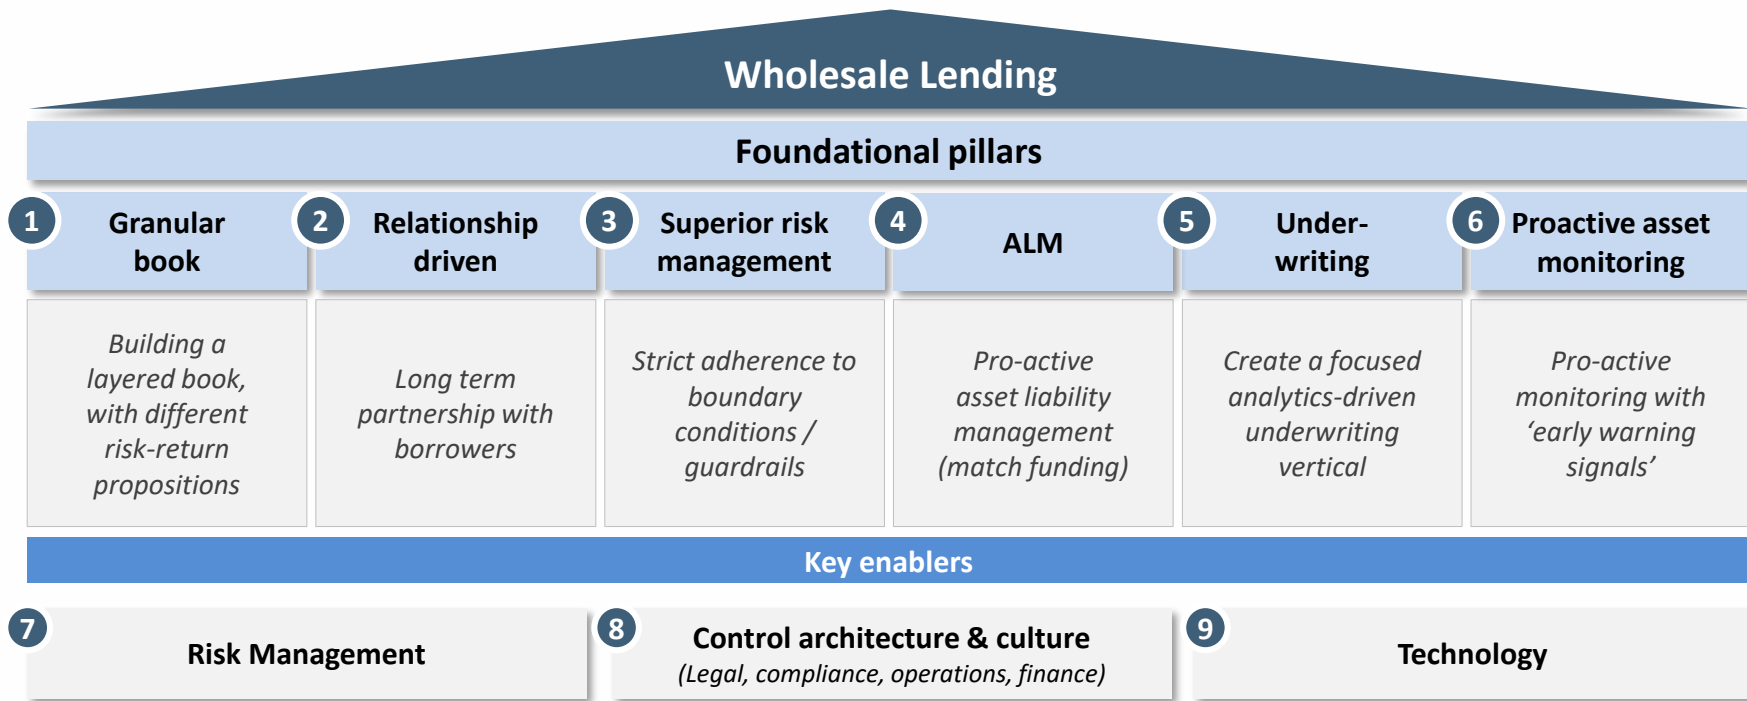 Wholesale Lending
Foundational pillars
1
Granular
book
2
Relationship
driven
3
Superior risk
management
4
ALM
5
Under-
writing
6
Proactive asset
monitoring
Building a
layered book,
with different
risk-return
propositions
Long term
partnership with
borrowers
Strict adherence to
boundary
conditions /
guardrails
Pro-active
asset liability
management
(match funding)
Create a focused
analytics-driven
underwriting
vertical
Pro-active
monitoring with
‘early warning
signals’
Key enablers
7
Risk Management
8
Control architecture & culture
(Legal, compliance, operations, finance)
9
Technology